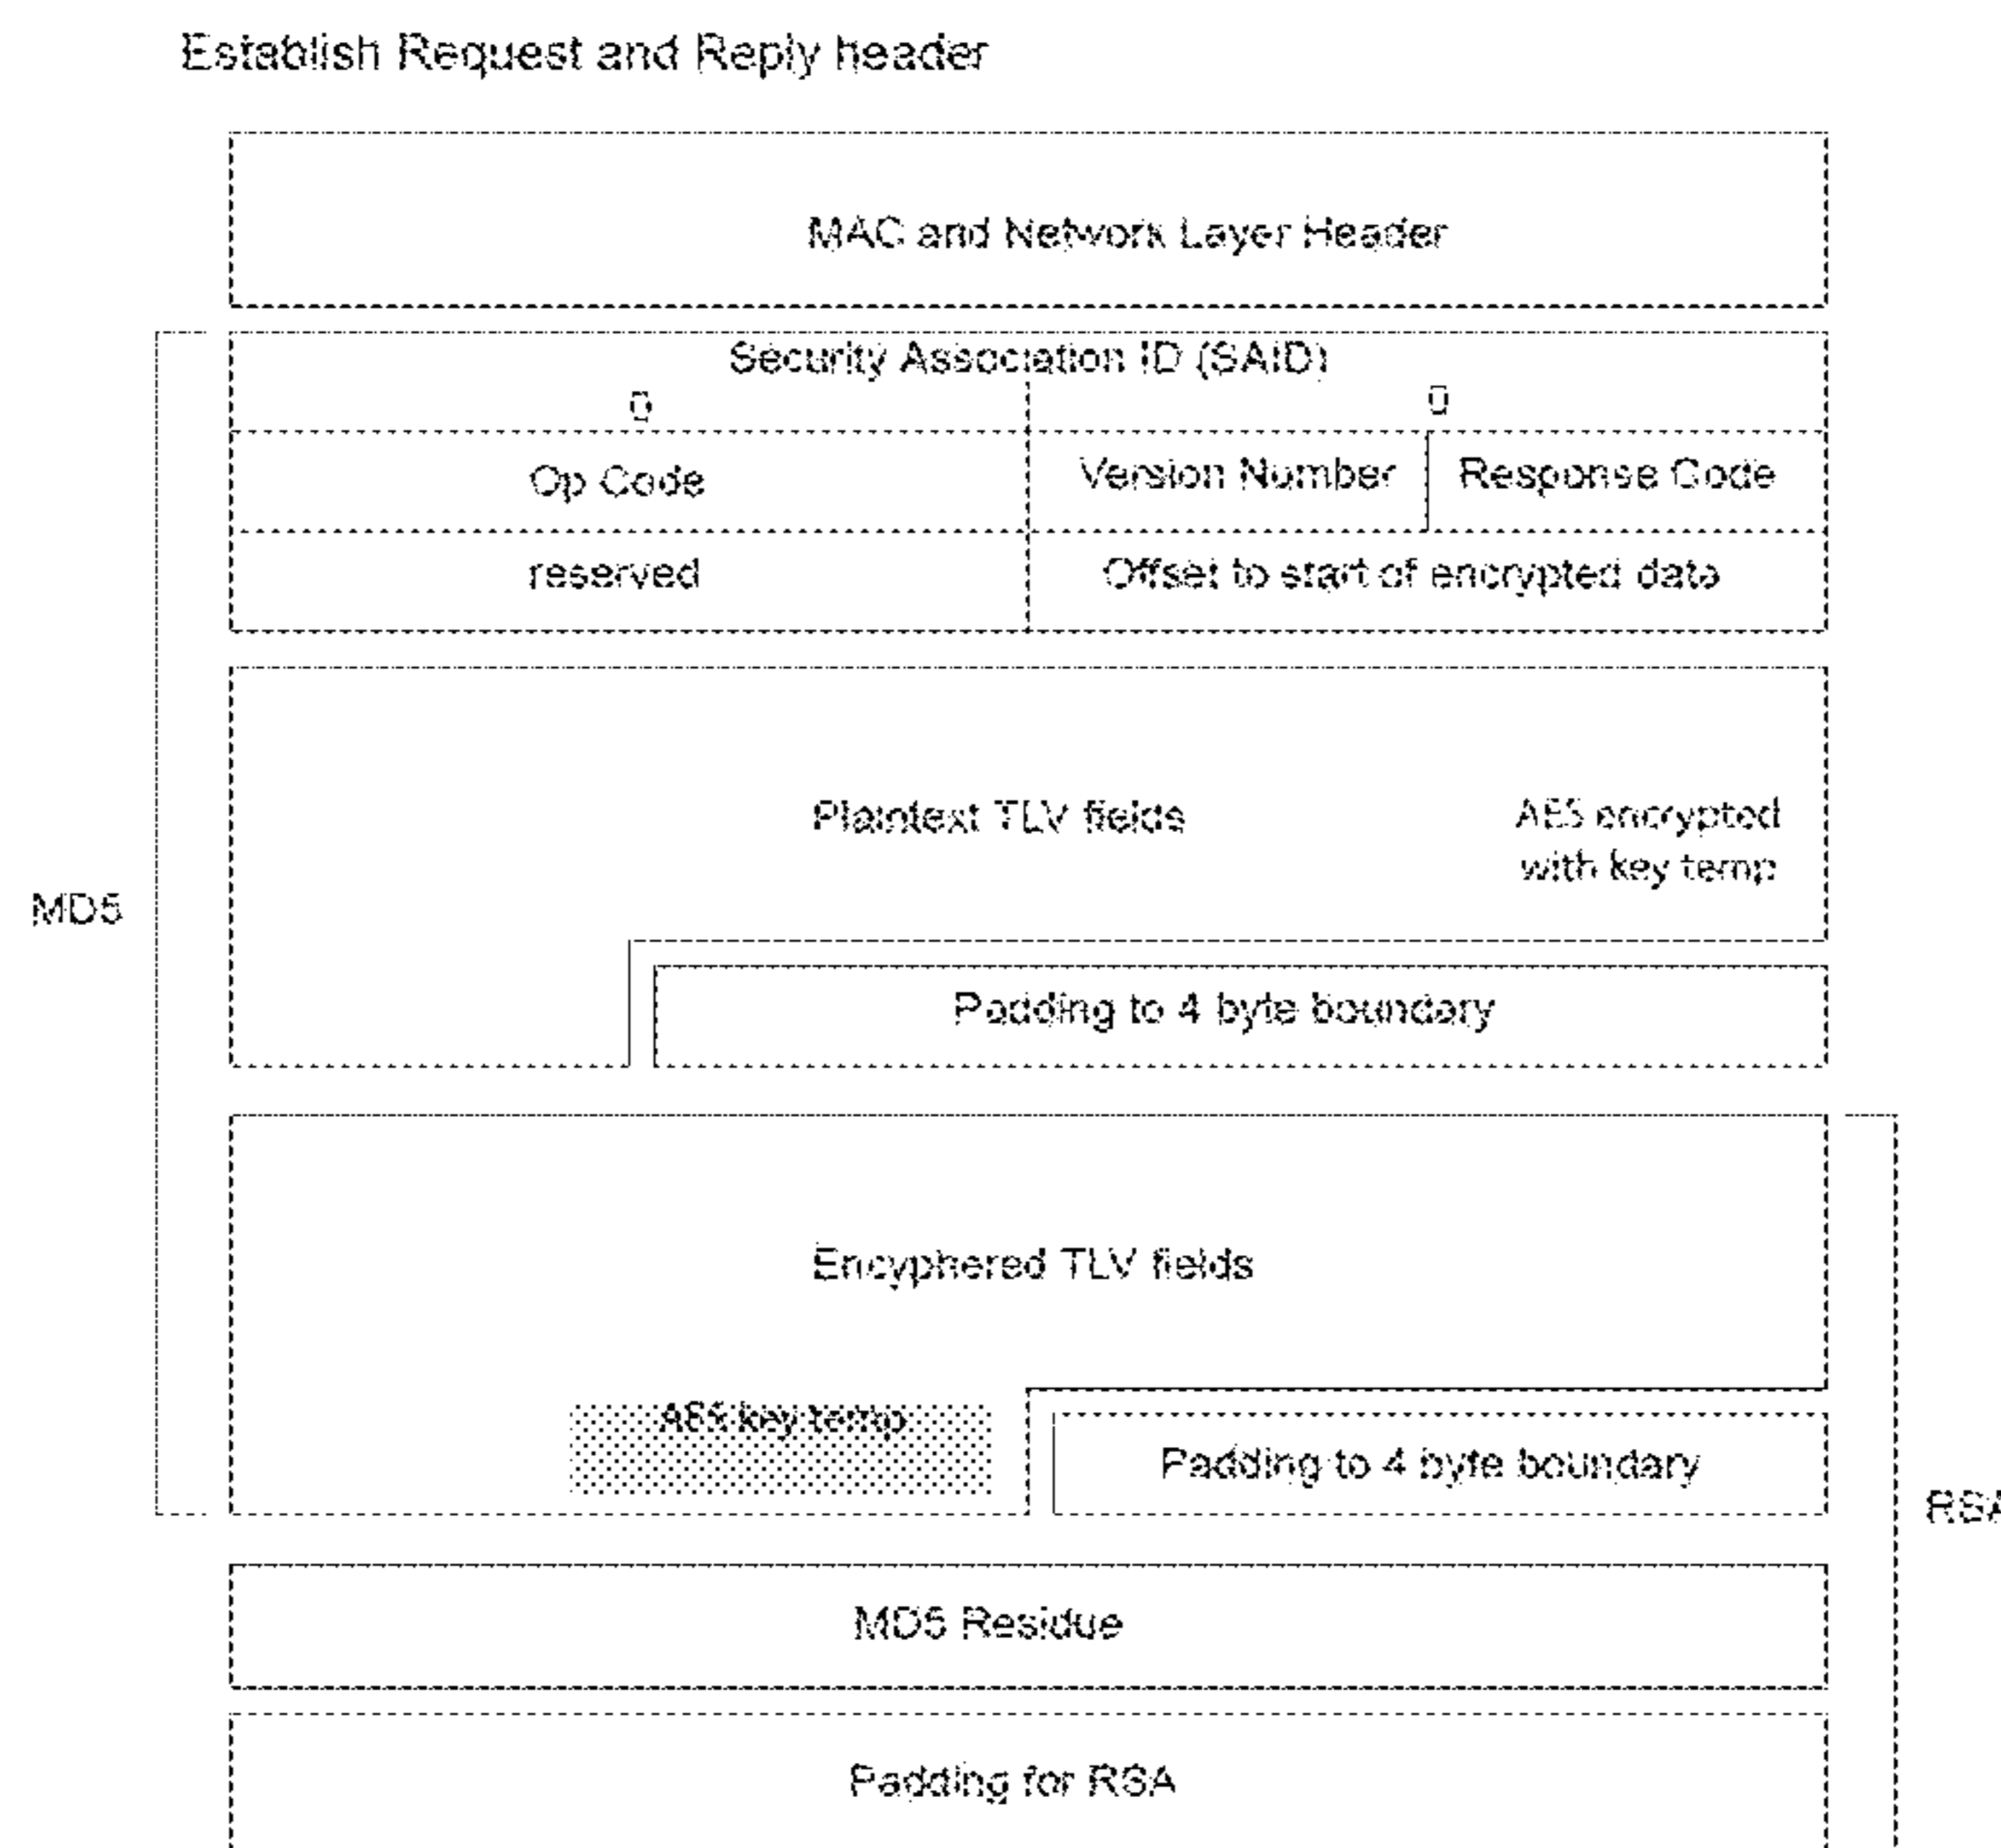 Establish Request and Reply header
MAC and Network Layer Header
Security Association ID (SAID)
0
0
Op Code
Version Number
Response Code
reserved
Offset to start of encrypted data
Plaintext TLV fields
AES encrypted
with key temp
MD5
Padding to 4 byte boundary
Encyphered TLV fields
AES key temp
Padding to 4 byte boundary
RSA
MD5 Residue
Padding for RSA